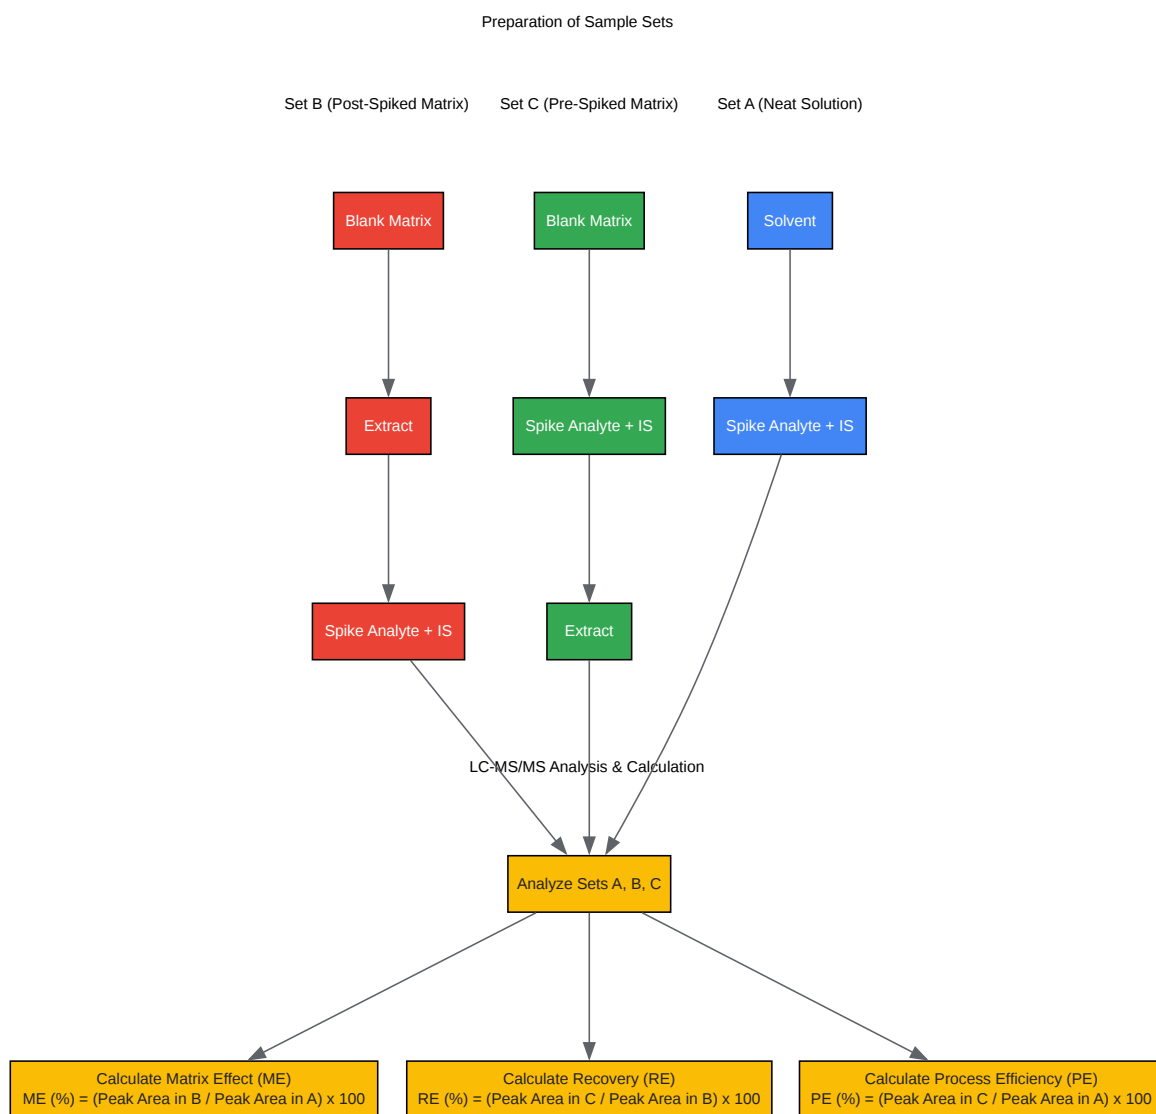 Preparation of Sample Sets
Set B (Post-Spiked Matrix)
Set C (Pre-Spiked Matrix)
Set A (Neat Solution)
Blank Matrix
Blank Matrix
Solvent
Extract
Spike Analyte + IS
Spike Analyte + IS
Spike Analyte + IS
Extract
LC-MS/MS Analysis & Calculation
Analyze Sets A, B, C
Calculate Matrix Effect (ME)
ME (%) = (Peak Area in B / Peak Area in A) x 100
Calculate Recovery (RE)
RE (%) = (Peak Area in C / Peak Area in B) x 100
Calculate Process Efficiency (PE)
PE (%) = (Peak Area in C / Peak Area in A) x 100